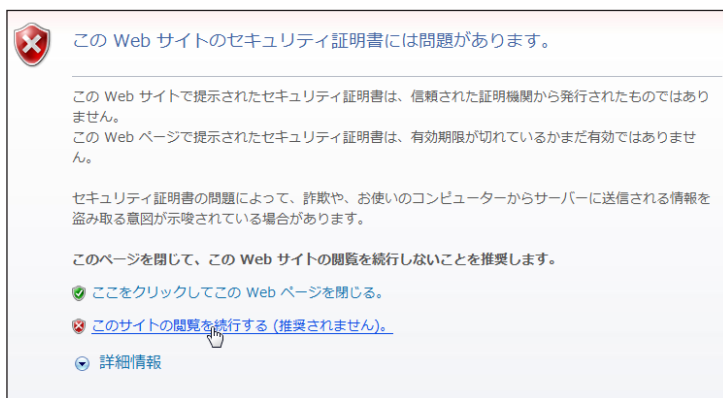 この Web サイトのセキュリティ証明書には問題があります。
この Web サイトで提示されたセキュリティ証明書は、信頼された証明機関から発行されたものではあり
ません。
この Web ページで提示されたセキュリティ証明書は、有効期限が切れているかまだ有効ではありませ
ん。
セキュリティ証明書の問題によって、詐欺や、お使いのコンピューターからサーバーに送信される情報を
盗み取る意図が示唆されている場合があります。
このページを閉じて、この Web サイトの閲覧を続行しないことを推奨します。
ここをクリックしてこの Web ページを閉じる。
このサイトの閲覧を続行する (推奨されません)。
詳細情報